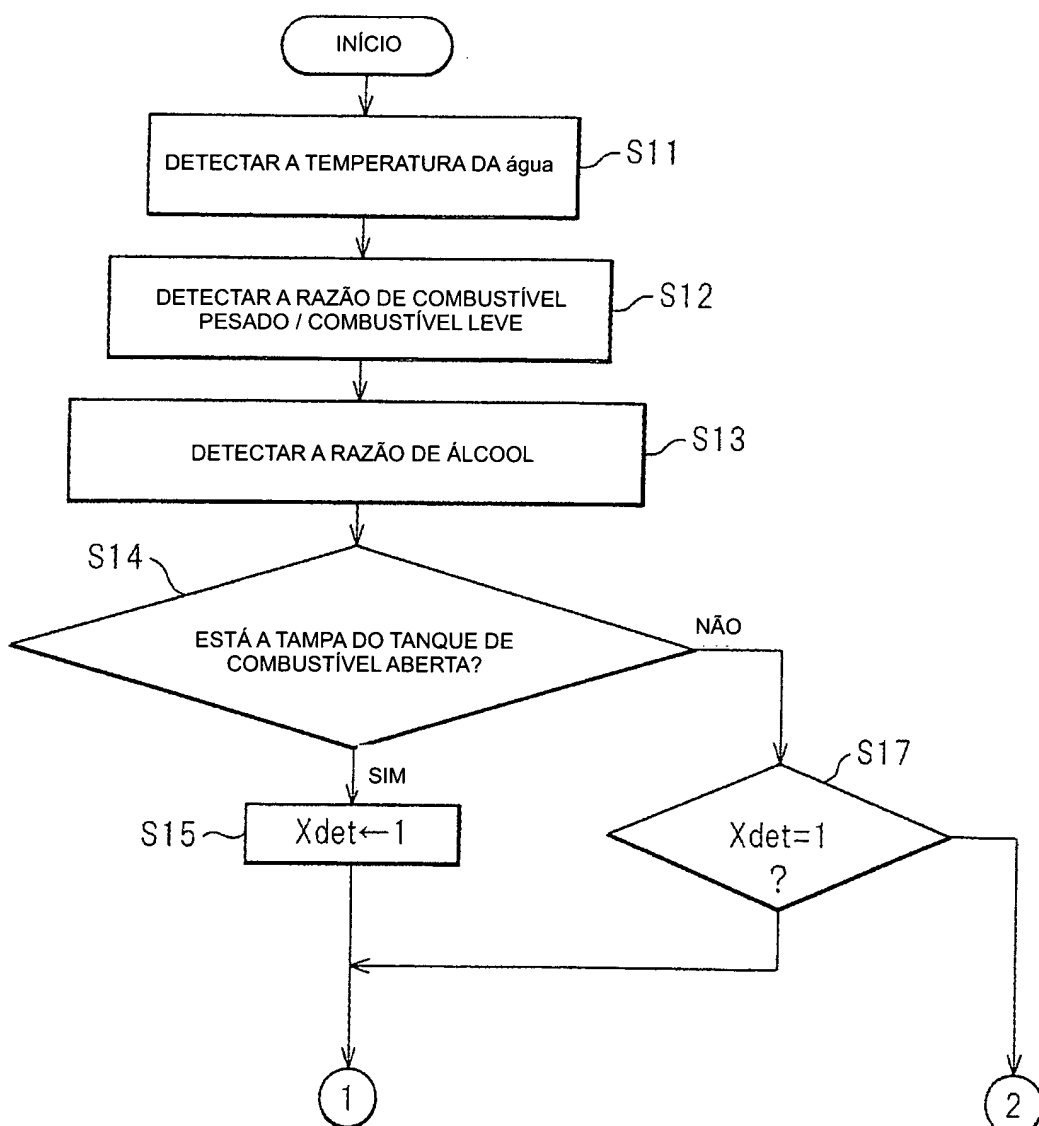 INÍCIO
DETECTAR A TEMPERATURA DA água
S11
DETECTAR A RAZÃO DE COMBUSTÍVEL
PESADO / COMBUSTÍVEL LEVE
S12
DETECTAR A RAZÃO DE ÁLCOOL
S13
S14
ESTÁ A TAMPA DO TANQUE DE
COMBUSTÍVEL ABERTA?
NÃO
SIM
S15
Xdet←1
S17
Xdet=1
?
1
2